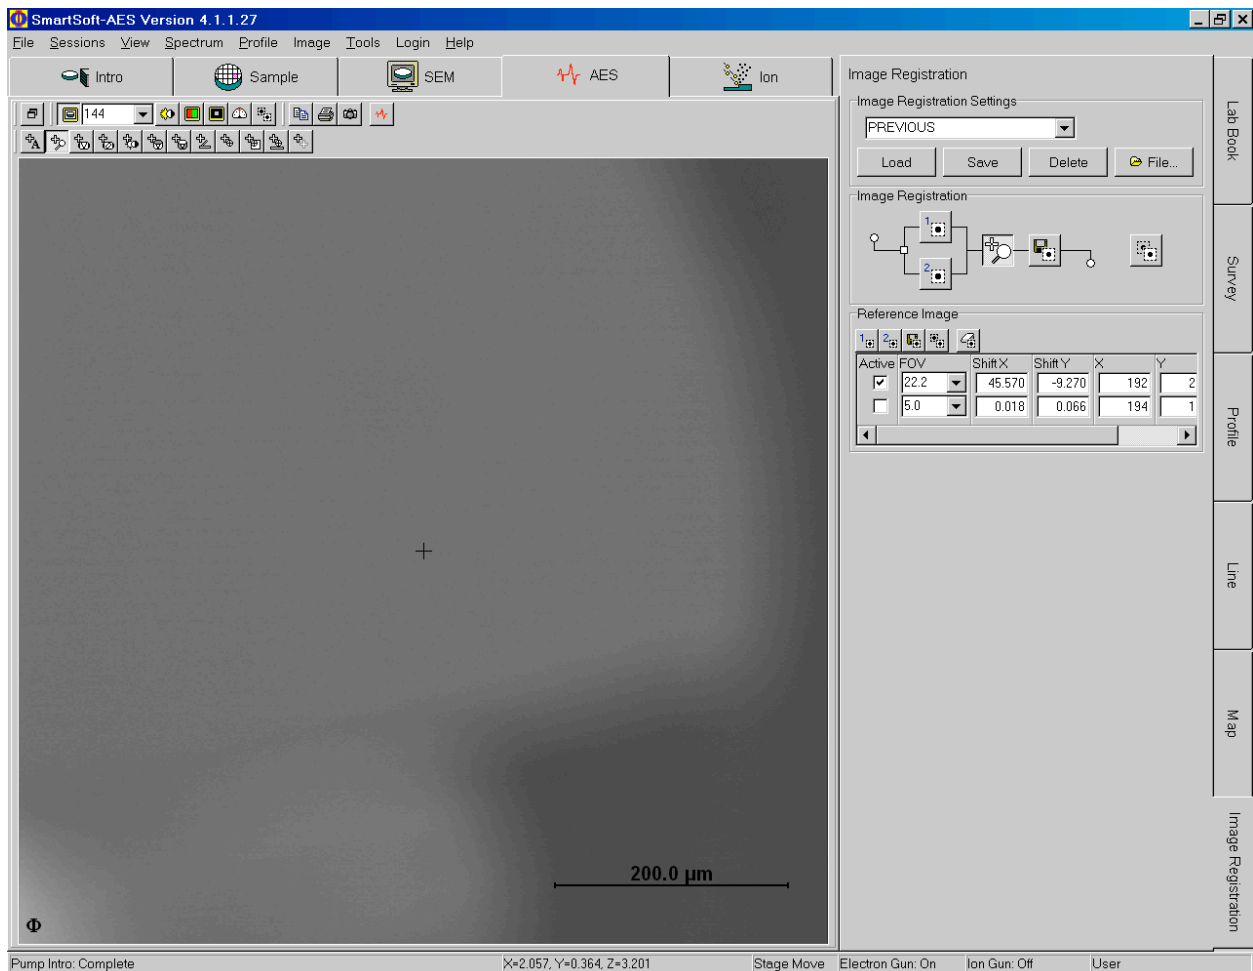 SmartSoft-AES Version 4.1.1.27
File Sessions View Spectrum Profile Image Tools Login Help
Intro Sample SEM AES Ion
144
A
200.0 µm
Φ
Image Registration
Image Registration Settings
PREVIOUS
Load Save Delete File...
Image Registration
1
2
Reference Image
1 2
Active FOV Shift X Shift Y X Y
22.2 45.570 -9.270 192 2
5.0 0.018 0.066 194 1
Lab Book
Survey
Profile
Line
Map
Image Registration
Pump Intro: Complete X=2.057, Y=0.364, Z=3.201 Stage Move Electron Gun: On Ion Gun: Off User